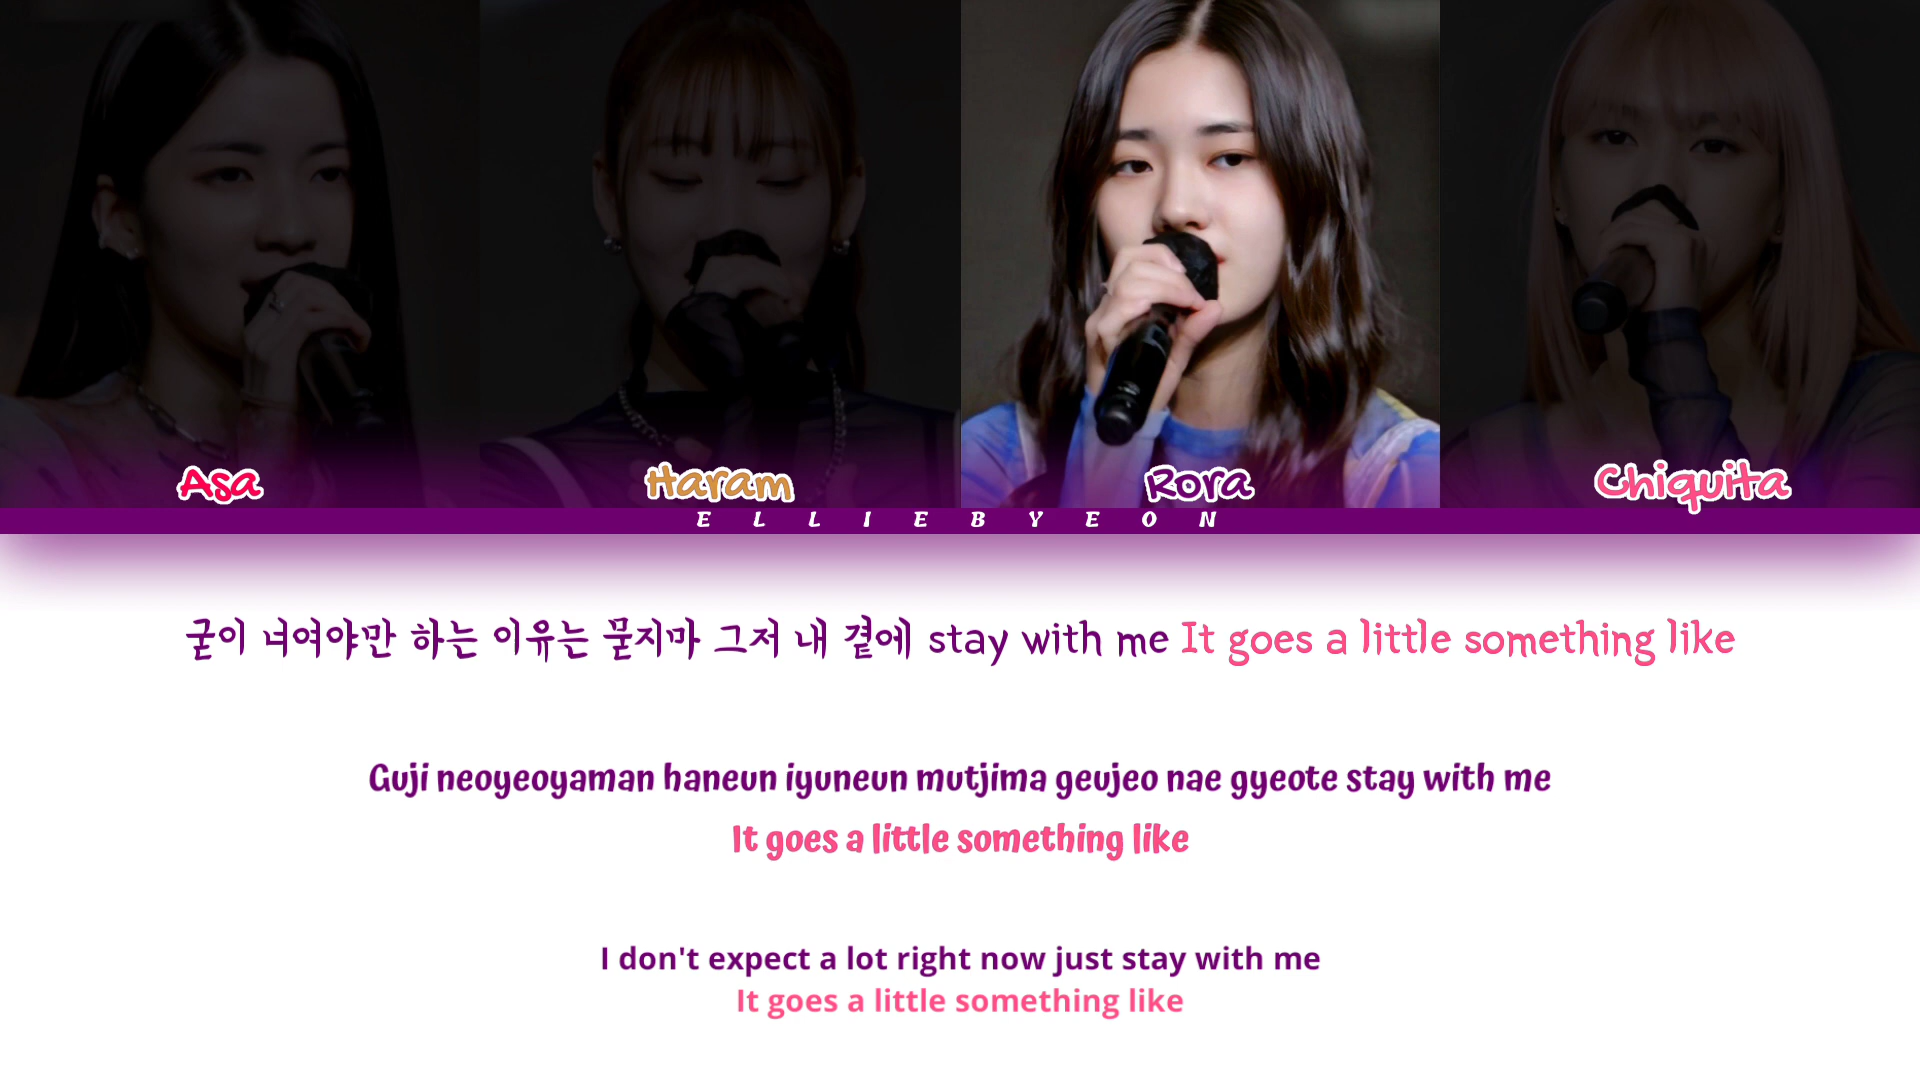 Asa
Haram
Rora
Chiquita
ELLIEBYEON
굳이 너여야만 하는 이유는 묻지마 그저 내 곁에 stay with me It goes a little something like
Guji neoyeoyaman haneun iyuneun mutjima geujeo nae gyeote stay with me
It goes a little something like
I don't expect a lot right now just stay with me
It goes a little something like